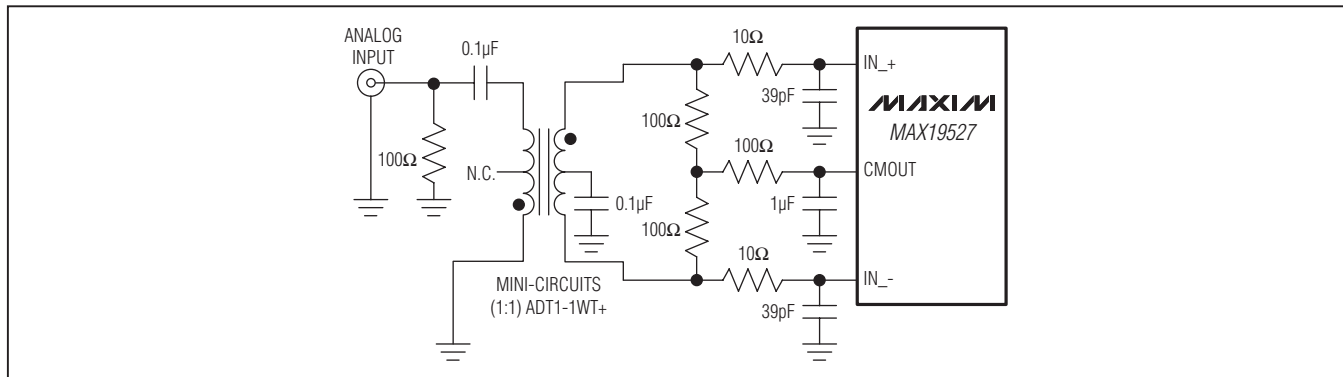 ANALOG
INPUT
0.1µF
100Ω
N.C.
0.1µF
MINI-CIRCUITS
(1:1) ADT1-1WT+
10Ω
39pF
100Ω
100Ω
1µF
100Ω
10Ω
39pF
IN_+
MAXIM
MAX19527
CMOUT
IN_-